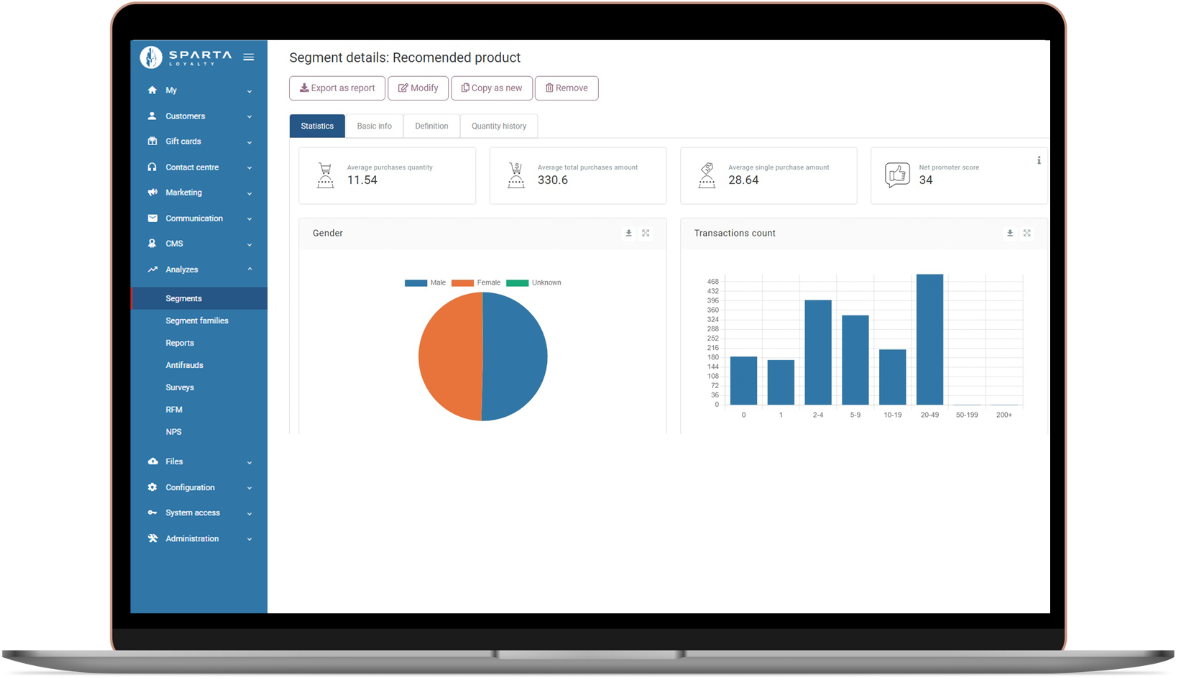 SPARTA
LOYALTY
My
Customers
Gift cards
Contact centre
Marketing
Communication
CMS
Analyzes
Segments
Segment families
Reports
Antifrauds
Surveys
RFM
NPS
Files
Configuration
System access
Administration
Segment details: Recomended product
Export as report Modify Copy as new Remove
Statistics Basic info Definition Quantity history
Average purchases quantity
11.54
Average total purchases amount
330.6
Average single purchase amount
28.64
Net promoter score
34
i
Gender
Male Female Unknown
Transactions count
468
432
396
360
324
288
252
216
180
144
108
72
36
0
0 1 2-4 5-9 10-19 20-49 50-199 200+